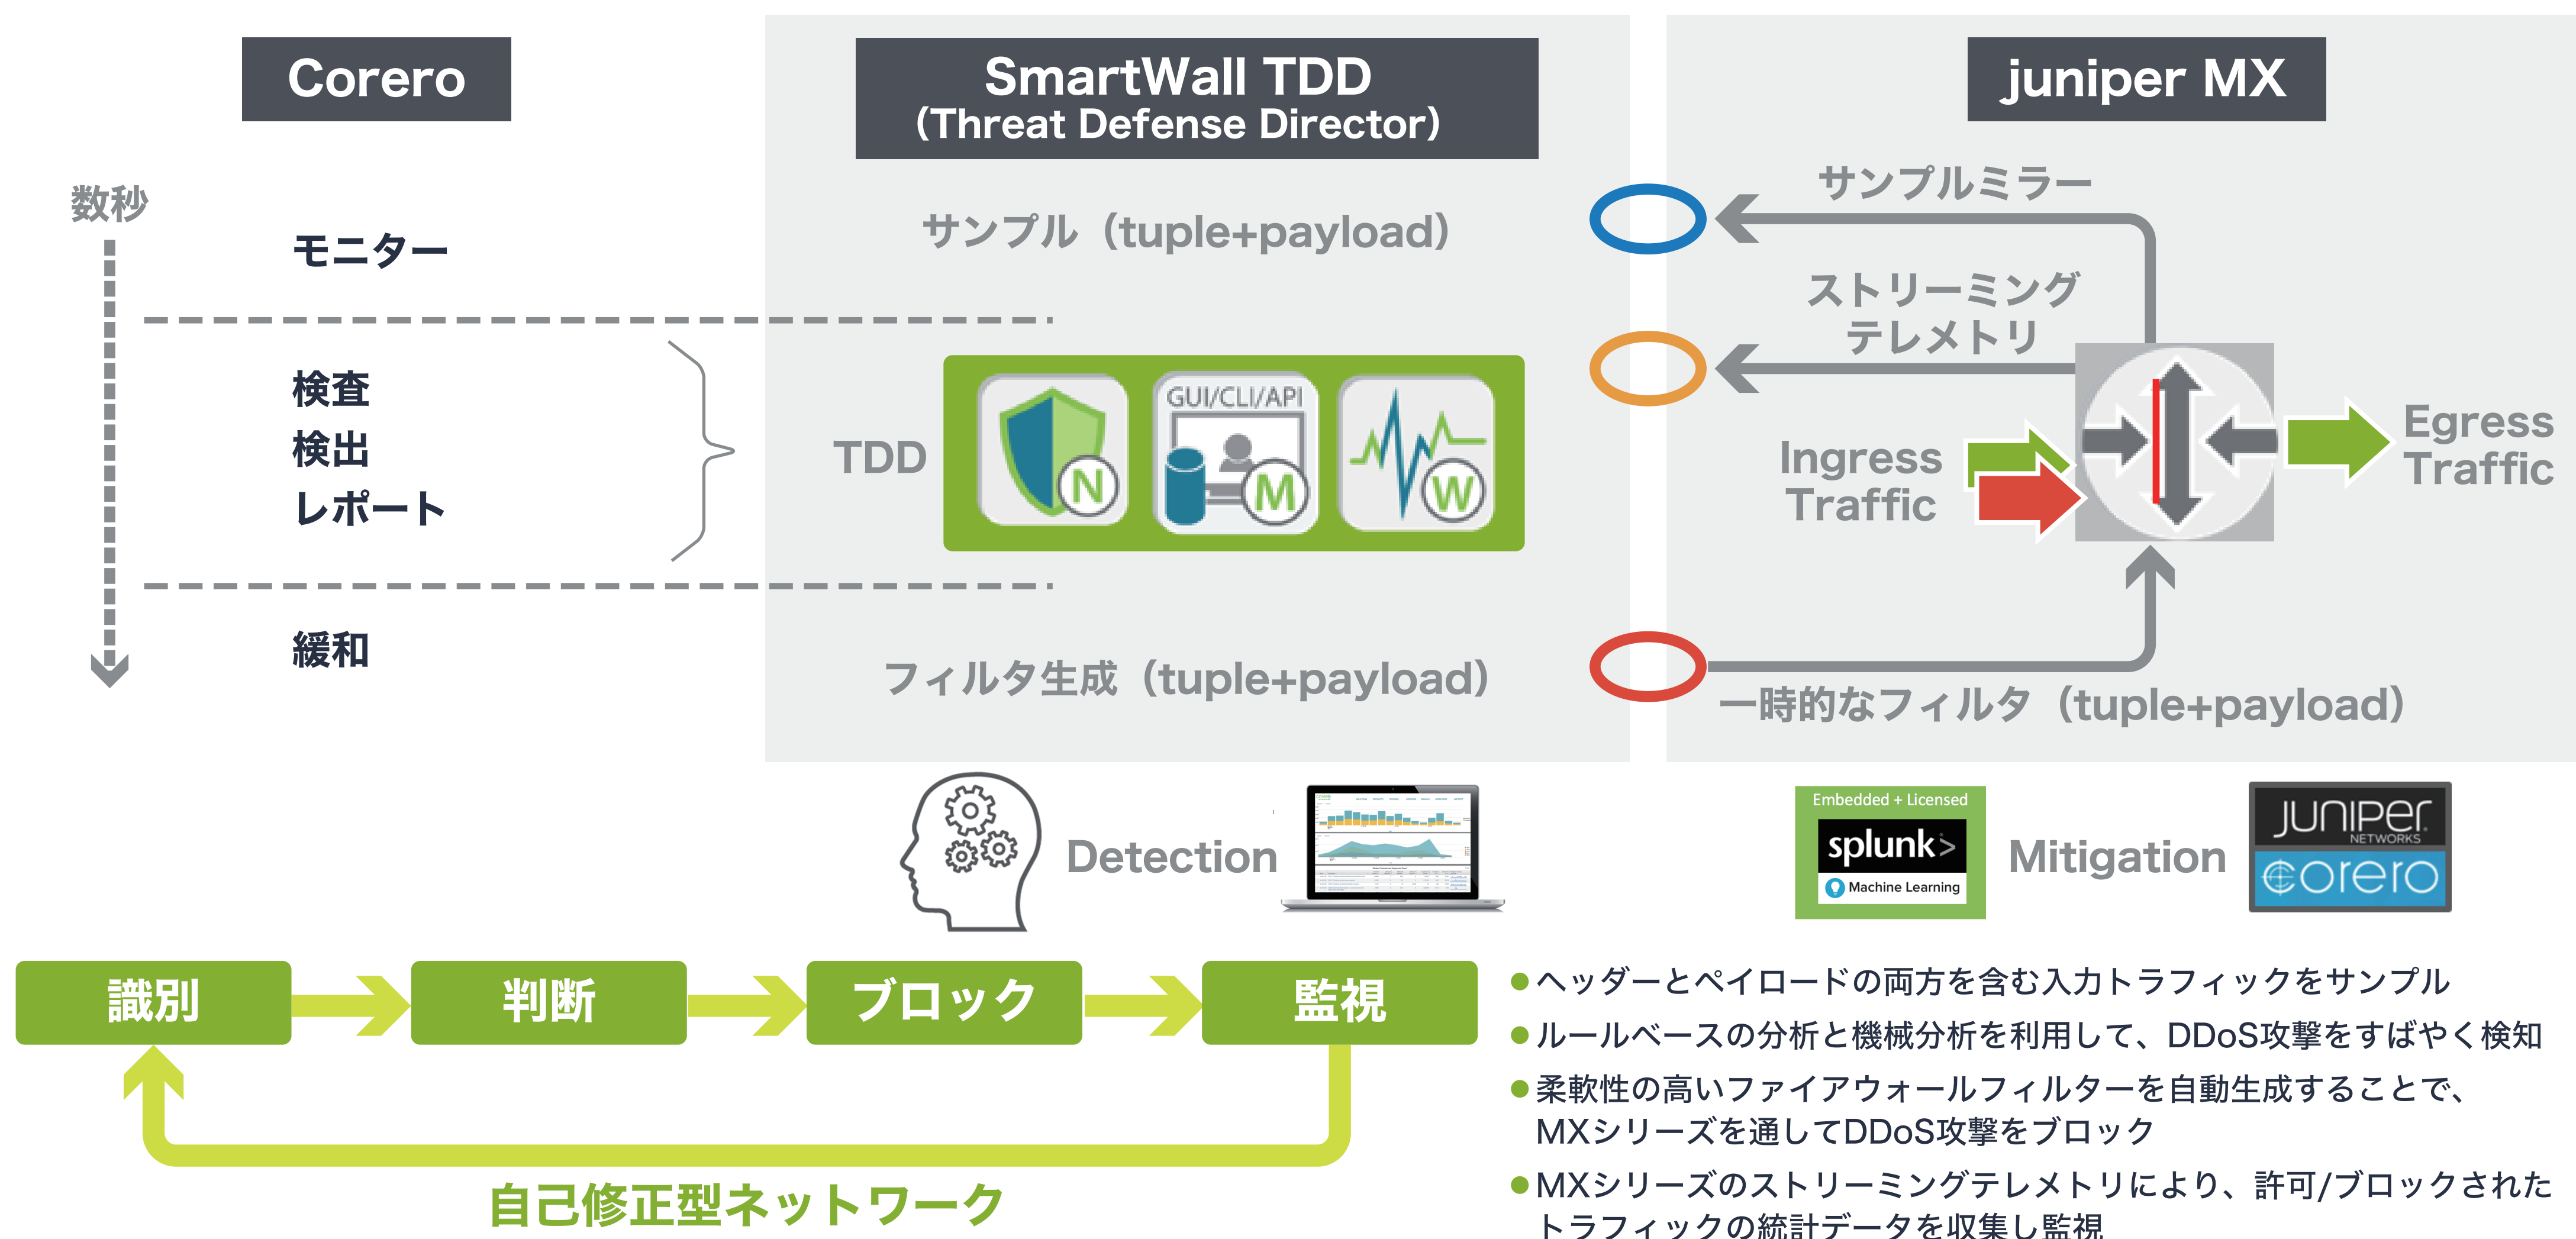 Corero
SmartWall TDD
(Threat Defense Director)
juniper MX
数秒
モニター
検査
検出
レポート
緩和
サンプル（tuple+payload）
TDD
N
GUI/CLI/API
M
W
フィルタ生成（tuple+payload）
サンプルミラー
ストリーミング
テレメトリ
Ingress
Traffic
Egress
Traffic
一時的なフィルタ（tuple+payload）
Detection
Embedded + Licensed
splunk>
Machine Learning
Mitigation
JUNIPER
NETWORKS
corero
識別
判断
ブロック
監視
自己修正型ネットワーク
●ヘッダーとペイロードの両方を含む入力トラフィックをサンプル
●ルールベースの分析と機械分析を利用して、DDoS攻撃をすばやく検知
●柔軟性の高いファイアウォールフィルターを自動生成することで、
MXシリーズを通してDDoS攻撃をブロック
●MXシリーズのストリーミングテレメトリにより、許可/ブロックされた
トラフィックの統計データを収集し監視